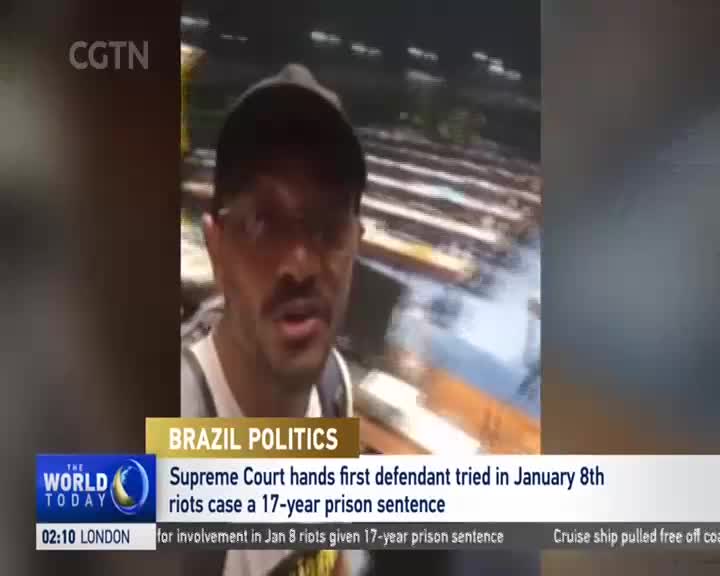 CGTN
BRAZIL POLITICS
Supreme Court hands first defendant tried in January 8th
riots case a 17-year prison sentence
THE
WORLD
TODAY
02:10 LONDON
for involvement in Jan 8 riots given 17-year prison sentence
Cruise ship pulled free off coa